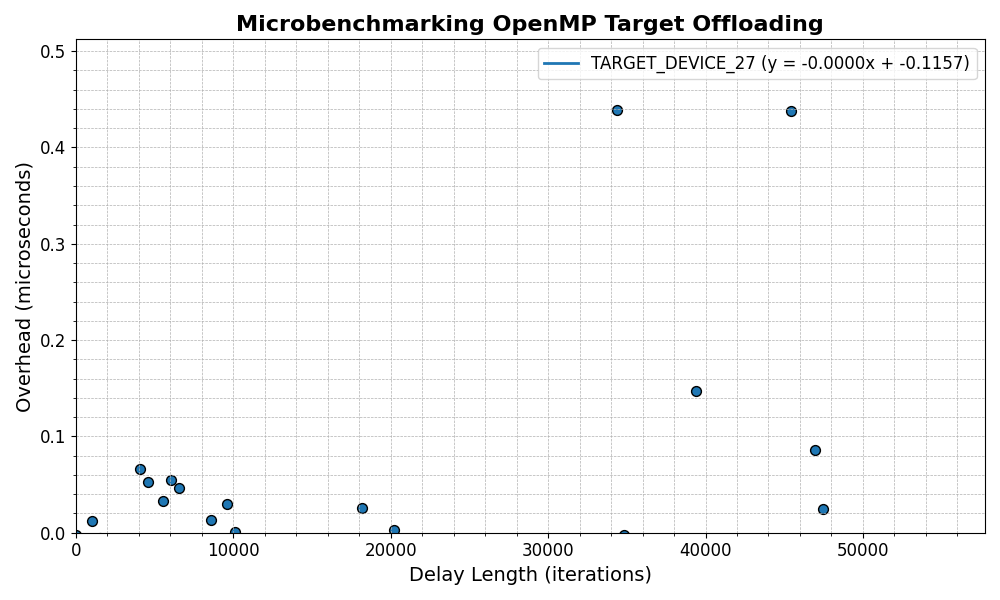 Microbenchmarking OpenMP Target Offloading
TARGET_DEVICE_27 (y = -0.0000x + -0.1157)
Overhead (microseconds)
0.5
0.4
0.3
0.2
0.1
0.0
0 10000 20000 30000 40000 50000
Delay Length (iterations)